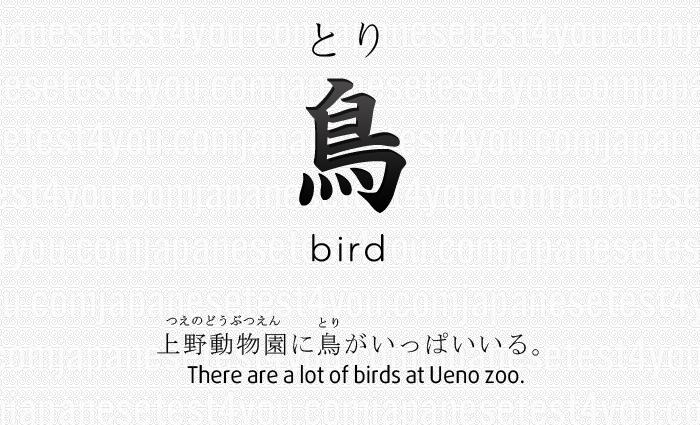 とり
鳥
bird
つえのどうぶつえん とり
上野動物園に鳥がいっぱいいる。
There are a lot of birds at Ueno zoo.